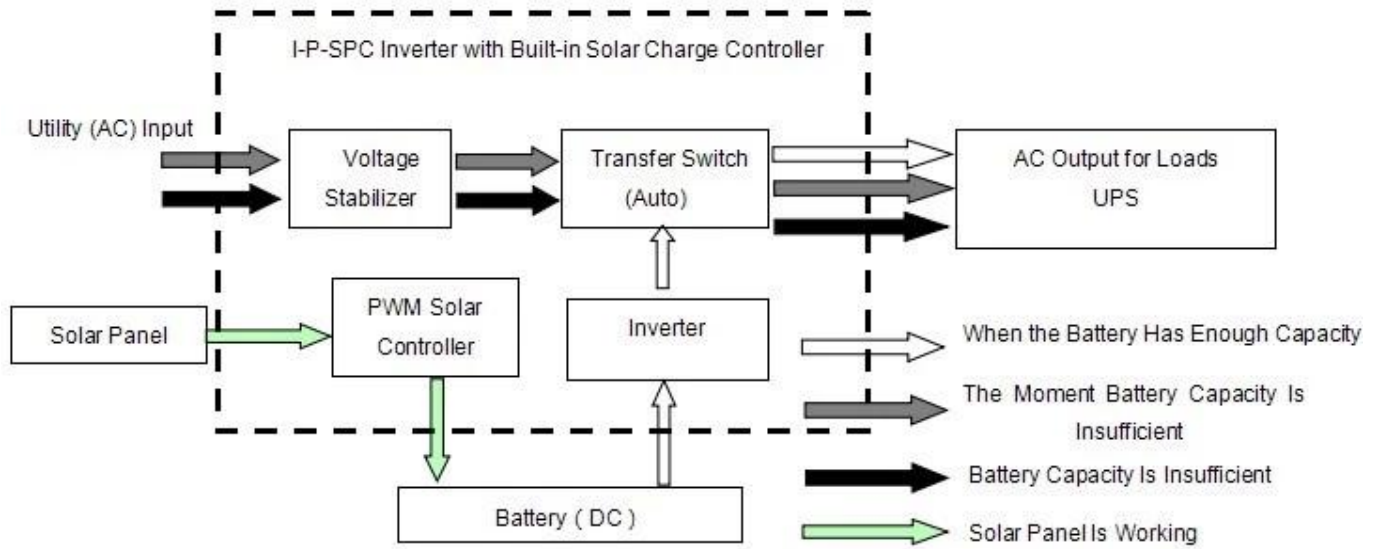 I-P-SPC Inverter with Built-in Solar Charge Controller
Utility (AC) Input
Voltage
Stabilizer
Transfer Switch
(Auto)
AC Output for Loads
UPS
Solar Panel
PWM Solar
Controller
Inverter
Battery ( DC )
When the Battery Has Enough Capacity
The Moment Battery Capacity Is
Insufficient
Battery Capacity Is Insufficient
Solar Panel Is Working